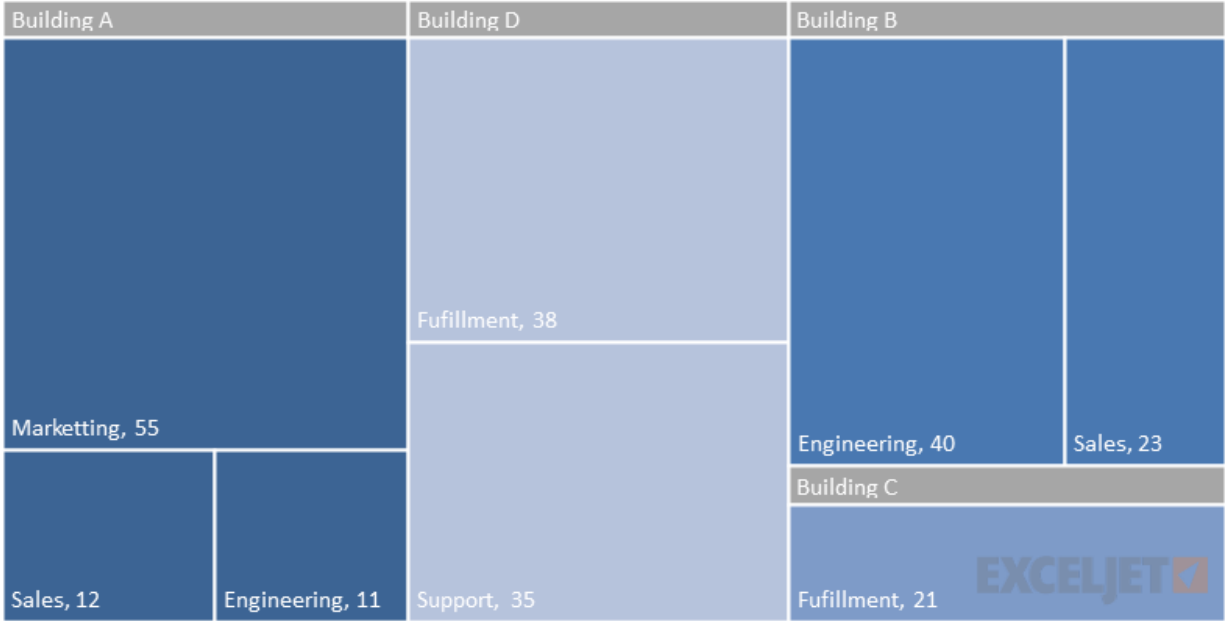 Building A
Marketting, 55
Sales, 12
Engineering, 11
Building D
Fufillment, 38
Support, 35
Building B
Engineering, 40
Sales, 23
Building C
Fufillment, 21
EXCELJET